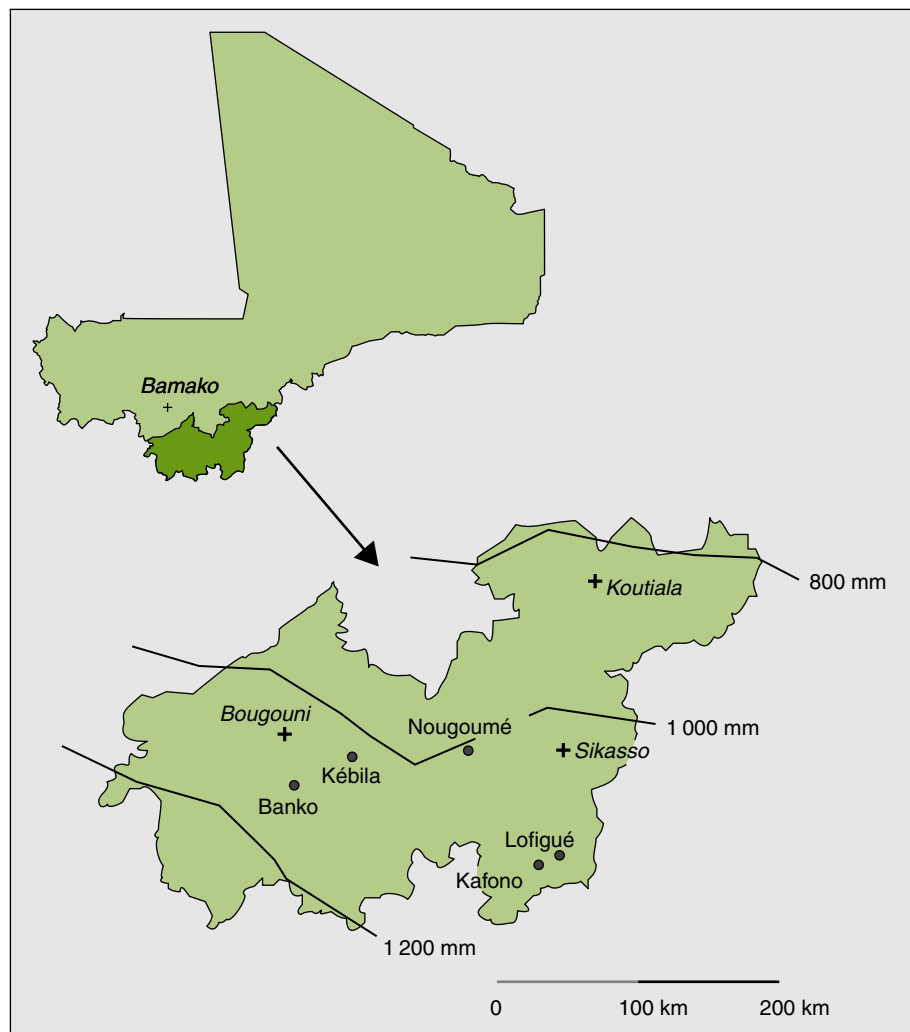 Bamako
800 mm
Koutiala
Bougouni
Nougoumé
1 000 mm
Sikasso
Kébila
Banko
Lofigué
Kafono
1 200 mm
0 100 km 200 km